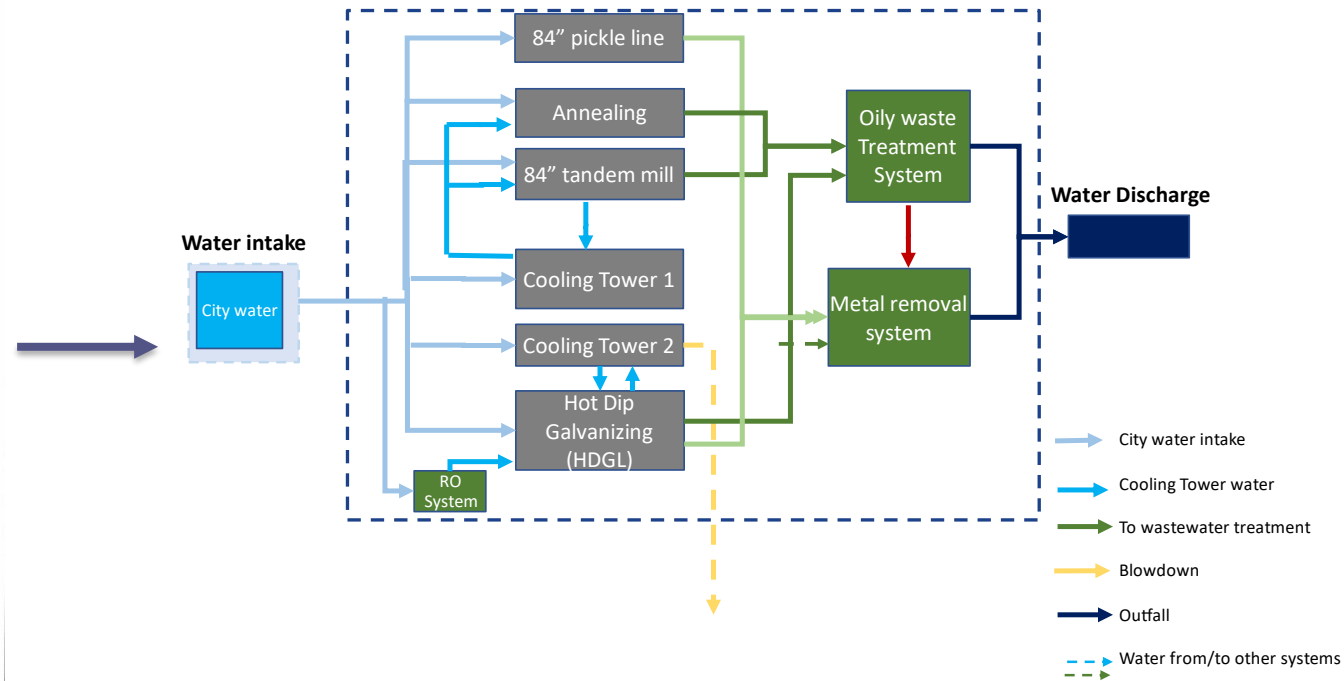 84” pickle line
Annealing
84” tandem mill
Cooling Tower 1
Cooling Tower 2
Hot Dip
Galvanizing
(HDGL)
RO
System
Water intake
City water
Oily waste
Treatment
System
Metal removal
system
Water Discharge
City water intake
Cooling Tower water
To wastewater treatment
Blowdown
Outfall
Water from/to other systems